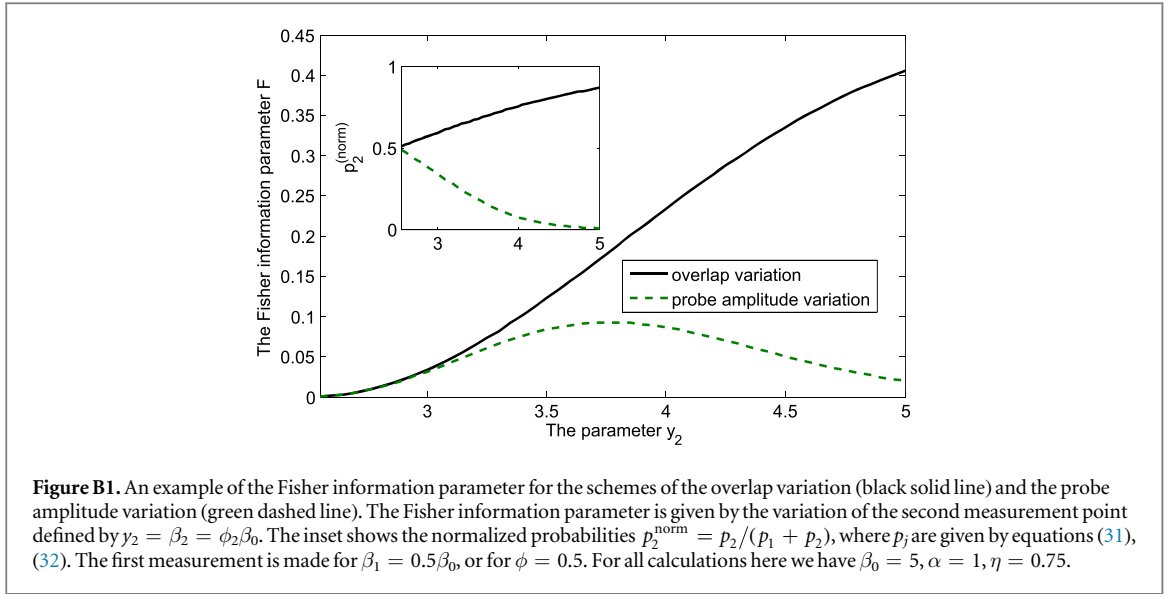 0.45
0.4
0.35
0.3
0.25
0.2
0.15
0.1
0.05
0
The Fisher information parameter F
3
3.5
4
4.5
5
The parameter y₂
1
0.5
0
p₂^(norm)
3
4
5
overlap variation
probe amplitude variation
Figure B1. An example of the Fisher information parameter for the schemes of the overlap variation (black solid line) and the probe
amplitude variation (green dashed line). The Fisher information parameter is given by the variation of the second measurement point
defined by y₂ = β₂ = ϕ₂β₀. The inset shows the normalized probabilities p₂^norm = p₂/(p₁ + p₂), where pⱼ are given by equations (31),
(32). The first measurement is made for β₁ = 0.5β₀, or for ϕ = 0.5. For all calculations here we have β₀ = 5, α = 1, η = 0.75.